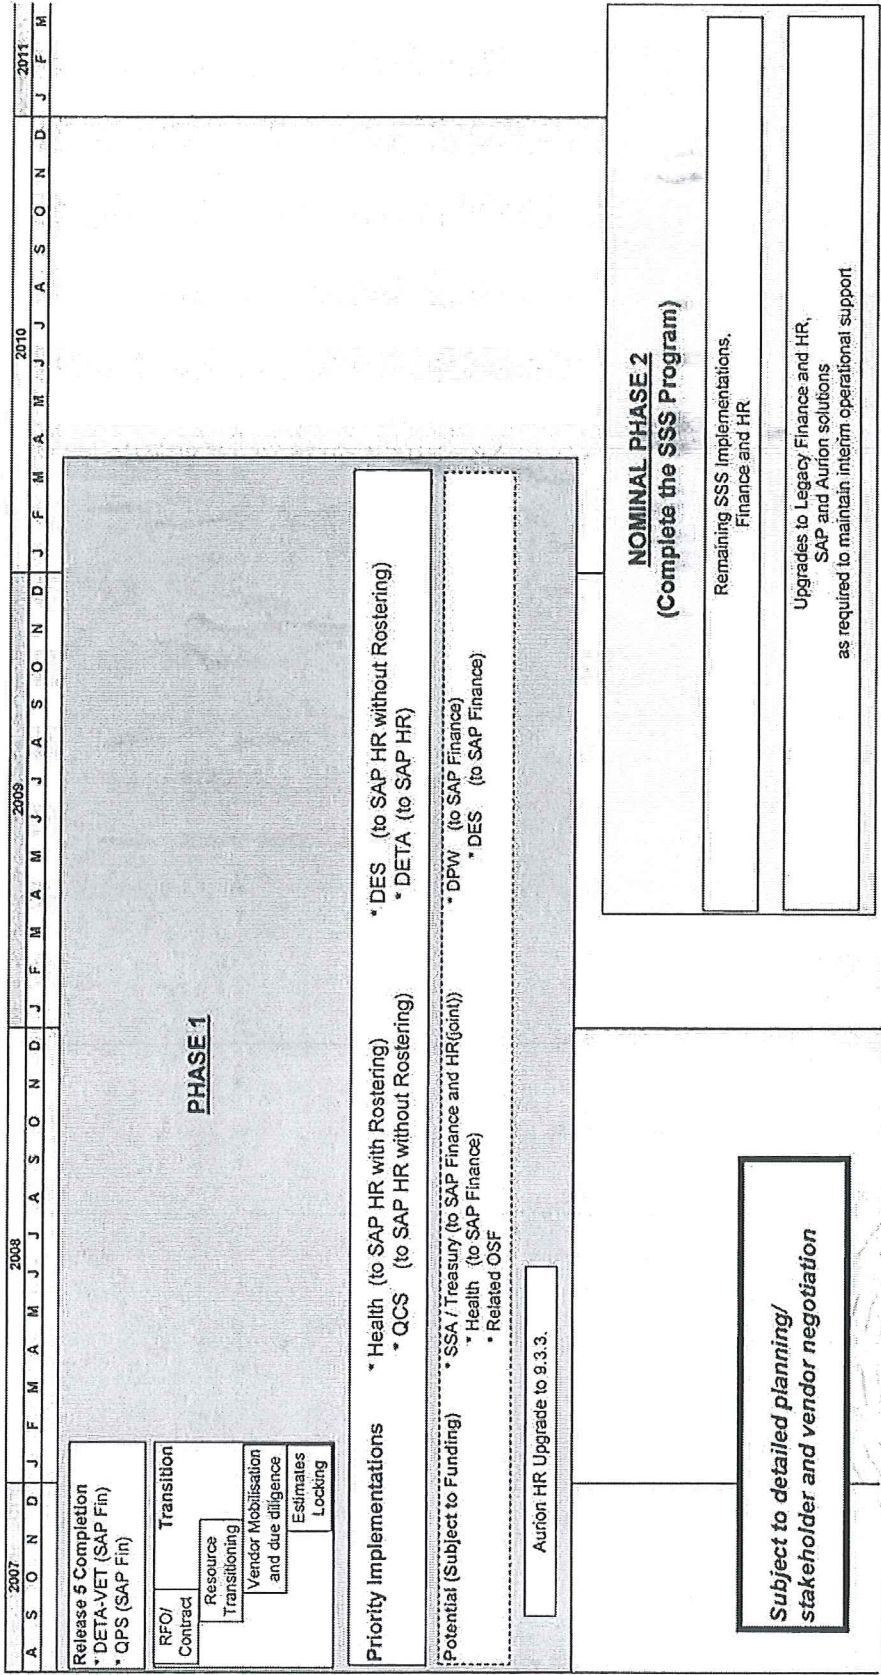 2007 2008 2009 2010 2011
A S O N D J F M A M J J A S O N D J F M A M J J A S O N D J F M A M J J A S O N D J F M
Release 5 Completion
* DETA-VET (SAP Fin)
* QPS (SAP Fin)
Transition
RFO/
Contract
Resource
Transitioning
Vendor Mobilisation
and due diligence
Estimates
Locking
PHASE 1
Priority Implementations
* Health (to SAP HR with Rostering)
* QCS (to SAP HR without Rostering)
* DES (to SAP HR without Rostering)
* DETA (to SAP HR)
Potential (Subject to Funding)
* SSA / Treasury (to SAP Finance and HR(joint))
* Health (to SAP Finance)
* Related OSF
* DPW (to SAP Finance)
* DES (to SAP Finance)
Aurion HR Upgrade to 9.3.3.
NOMINAL PHASE 2
(Complete the SSS Program)
Remaining SSS Implementations.
Finance and HR
Upgrades to Legacy Finance and HR,
SAP and Aurion solutions
as required to maintain interim operational support
Subject to detailed planning/
stakeholder and vendor negotiation